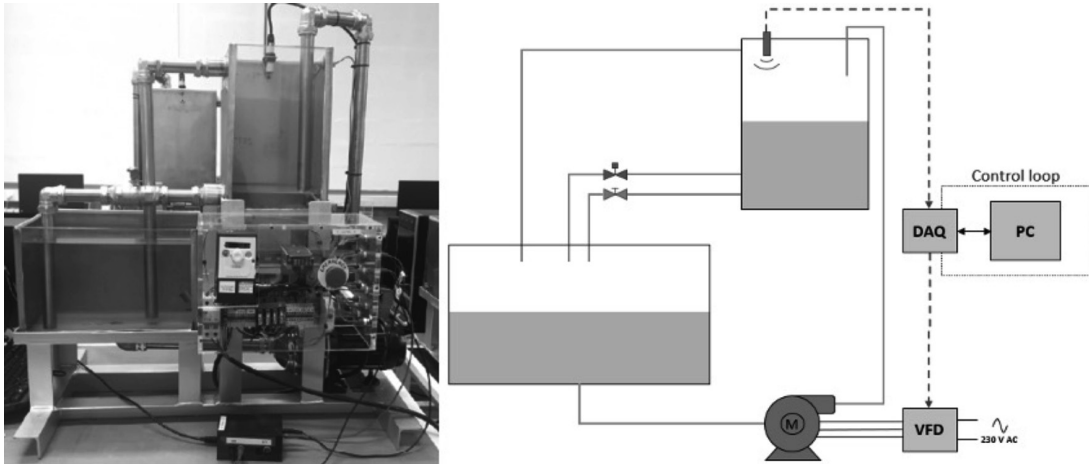 Control loop
DAQ
PC
M
VFD
230 V AC